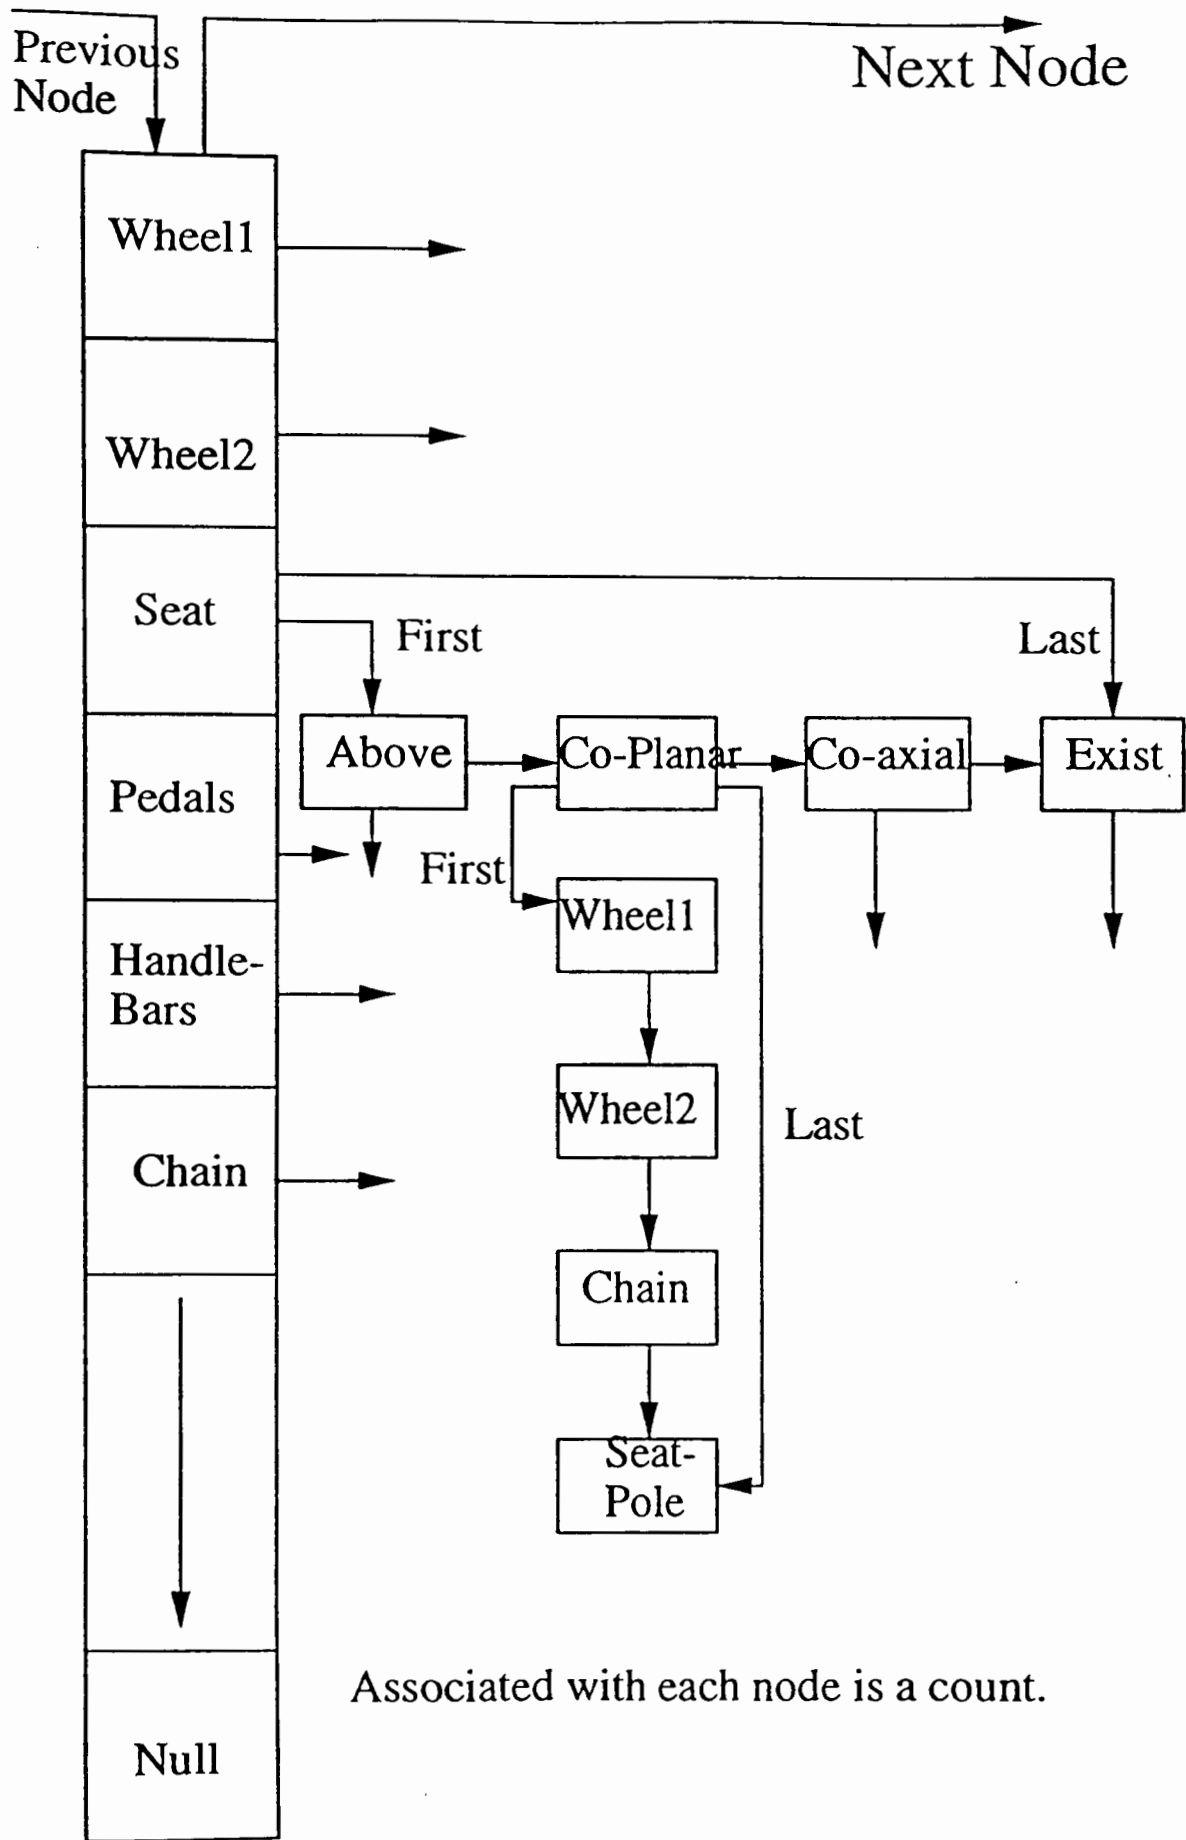 Previous
Node
Next Node
Wheel1
Wheel2
Seat
First
Last
Above
Co-Planar
Co-axial
Exist
Pedals
First
Wheel1
Handle-
Bars
Wheel2
Last
Chain
Chain
Seat-
Pole
Associated with each node is a count.
Null